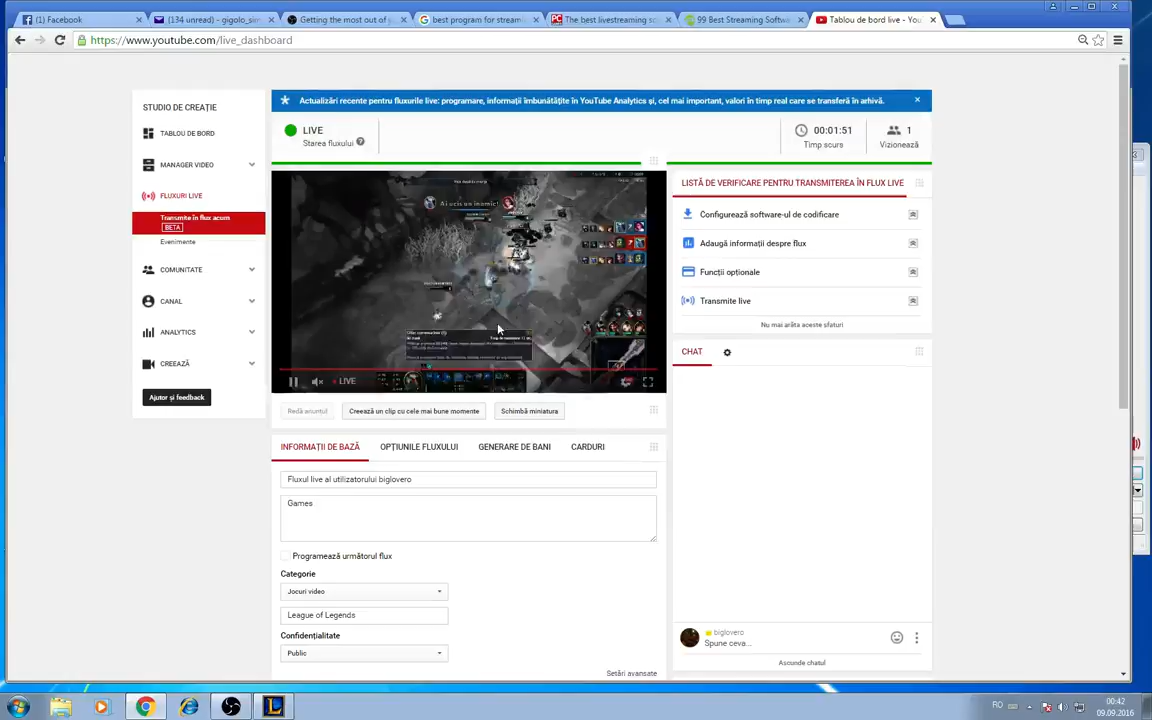 (1) Facebook
(134 unread) - gigolo_skin
Getting the most out of y
best program for streami
The best livestreaming so
99 Best Streaming Softwa
Tablou de bord live - You
https://www.youtube.com/live_dashboard
STUDIO DE CREAȚIE
TABLOU DE BORD
MANAGER VIDEO
FLUXURI LIVE
Transmite în flux acum
BETA
Evenimente
COMUNITATE
CANAL
ANALYTICS
CREEAZĂ
Ajutor și feedback
Actualizări recente pentru fluxurile live: programare, informații îmbunătățite în YouTube Analytics și, cel mai important, valori în timp real care se transferă în arhivă.
LIVE
Starea fluxului
00:01:51
Timp scurs
1
Vizionează
Ai ucis un inamic!
LIVE
Redă anunțul
Creează un clip cu cele mai bune momente
Schimbă miniatura
INFORMAȚII DE BAZĂ
OPȚIUNILE FLUXULUI
GENERARE DE BANI
CARDURI
Fluxul live al utilizatorului biglovero
Games
Programează următorul flux
Categorie
Jocuri video
League of Legends
Confidențialitate
Public
Setări avansate
LISTĂ DE VERIFICARE PENTRU TRANSMITEREA ÎN FLUX LIVE
Configurează software-ul de codificare
Adaugă informații despre flux
Funcții opționale
Transmite live
Nu mai arăta aceste sfaturi
CHAT
biglovero
Spune ceva...
Ascunde chatul
RO
00:42
09.09.2016